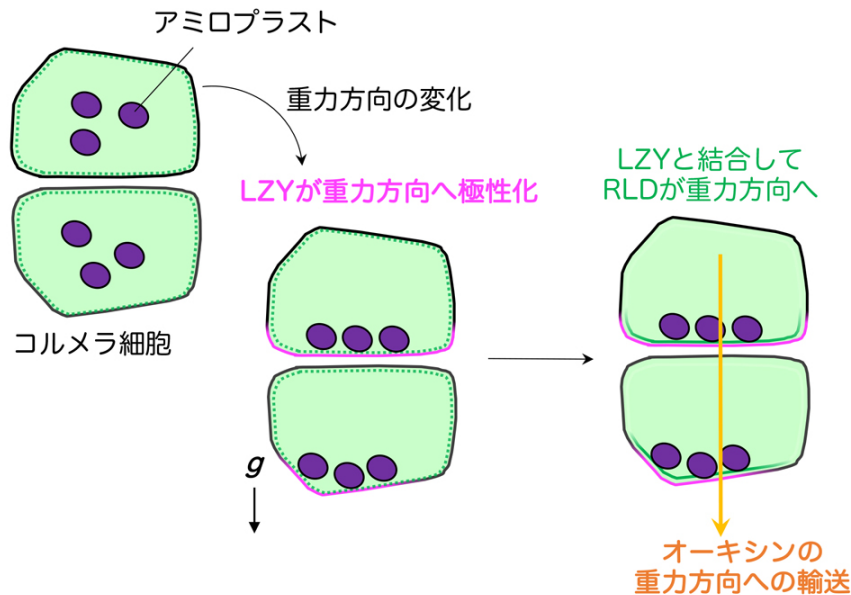 アミロプラスト
重力方向の変化
LZYが重力方向へ極性化
LZYと結合して
RLDが重力方向へ
コルメラ細胞
g
オーキシンの
重力方向への輸送